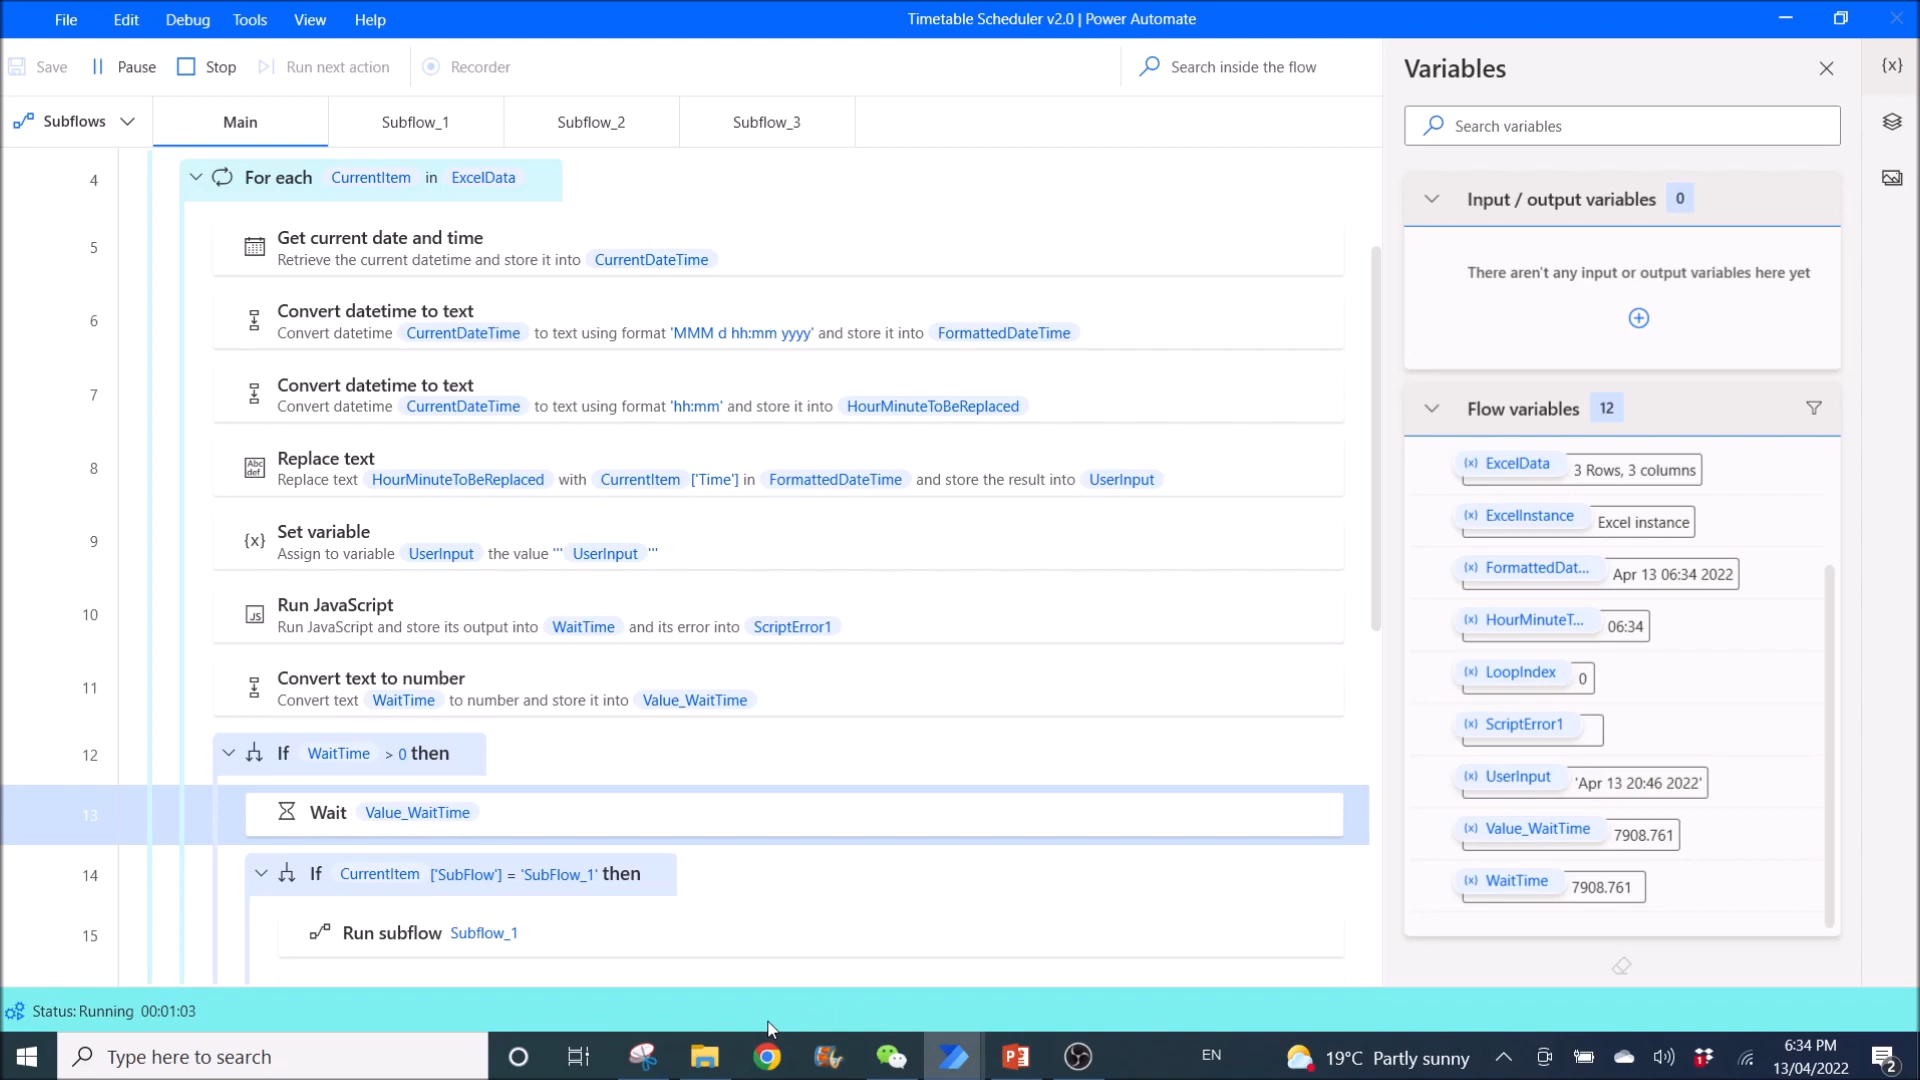 File Edit Debug Tools View Help
Timetable Scheduler v2.0 | Power Automate
Save Pause Stop Run next action Recorder Search inside the flow
Subflows Main Subflow_1 Subflow_2 Subflow_3
4 For each CurrentItem in ExcelData
5 Get current date and time
Retrieve the current datetime and store it into CurrentDateTime
6 Convert datetime to text
Convert datetime CurrentDateTime to text using format 'MMM d hh:mm yyyy' and store it into FormattedDateTime
7 Convert datetime to text
Convert datetime CurrentDateTime to text using format 'hh:mm' and store it into HourMinuteToBeReplaced
8 Abc def Replace text
Replace text HourMinuteToBeReplaced with CurrentItem ['Time'] in FormattedDateTime and store the result into UserInput
9 {x} Set variable
Assign to variable UserInput the value ''' UserInput '''
10 JS Run JavaScript
Run JavaScript and store its output into WaitTime and its error into ScriptError1
11 Convert text to number
Convert text WaitTime to number and store it into Value_WaitTime
12 If WaitTime > 0 then
13 Wait Value_WaitTime
14 If CurrentItem ['SubFlow'] = 'SubFlow_1' then
15 Run subflow Subflow_1
Variables
{x}
Search variables
Input / output variables 0
There aren't any input or output variables here yet
Flow variables 12
(x) ExcelData 3 Rows, 3 columns
(x) ExcelInstance Excel instance
(x) FormattedDat... Apr 13 06:34 2022
(x) HourMinuteT... 06:34
(x) LoopIndex 0
(x) ScriptError1
(x) UserInput 'Apr 13 20:46 2022'
(x) Value_WaitTime 7908.761
(x) WaitTime 7908.761
Status: Running 00:01:03
Type here to search
EN
19°C Partly sunny
6:34 PM
13/04/2022
2